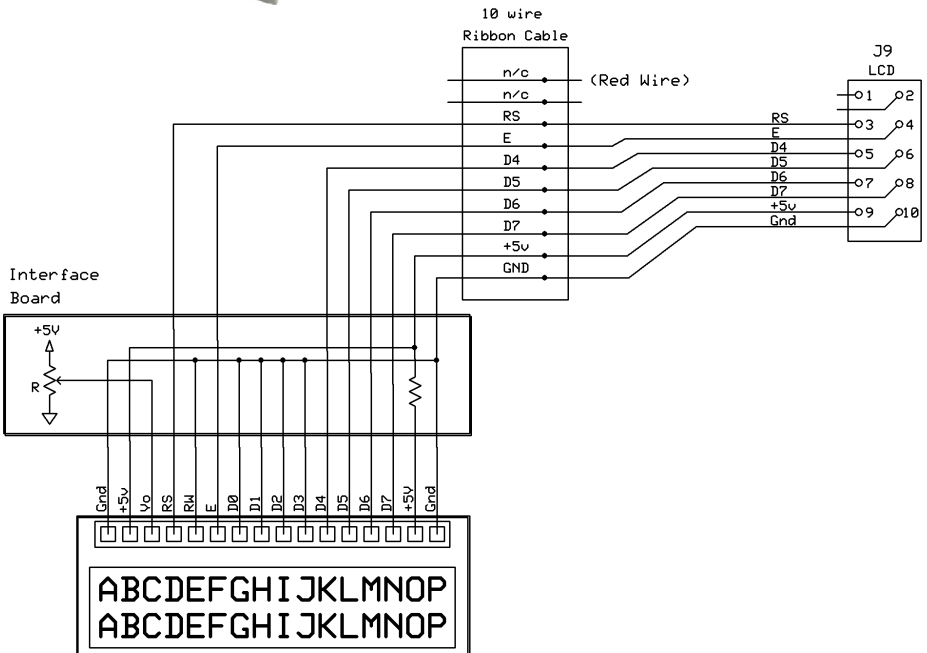 10 wire
Ribbon Cable
J9
LCD
n/c
(Red Wire)
n/c
RS
E
D4
D5
D6
D7
+5v
GND
RS
E
D4
D5
D6
D7
+5v
Gnd
1
2
3
4
5
6
7
8
9
10
Interface
Board
+5V
R
Gnd
+5v
Vo
RS
RW
E
D0
D1
D2
D3
D4
D5
D6
D7
+5V
Gnd
ABCDEFGHIJKLMNOP
ABCDEFGHIJKLMNOP